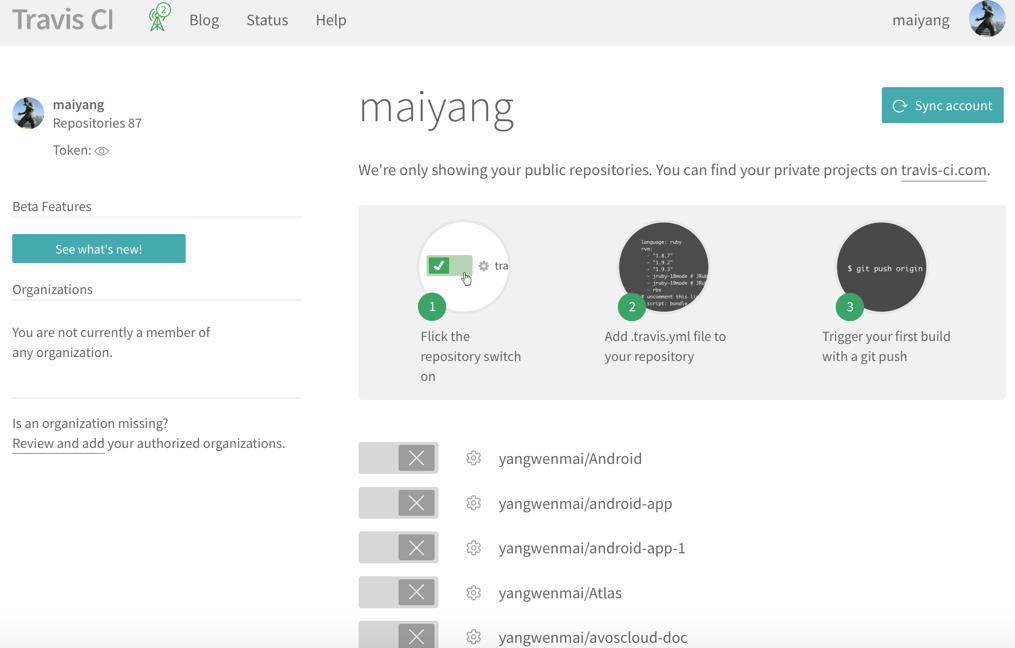 Travis CI
2
Blog
Status
Help
maiyang
maiyang
Repositories 87
Token:
Beta Features
See what's new!
Organizations
You are not currently a member of
any organization.
Is an organization missing?
Review and add your authorized organizations.
maiyang
Sync account
We're only showing your public repositories. You can find your private projects on travis-ci.com.
tra
1
Flick the
repository switch
on
language: ruby
rvm:
- "1.8.7"
- "1.9.2"
- "1.9.3"
- jruby-18mode # JRu
- jruby-19mode # JR
- rbx
# uncomment this li
script: bundle
2
Add .travis.yml file to
your repository
$ git push origin
3
Trigger your first build
with a git push
yangwenmai/Android
yangwenmai/android-app
yangwenmai/android-app-1
yangwenmai/Atlas
yangwenmai/avoscloud-doc